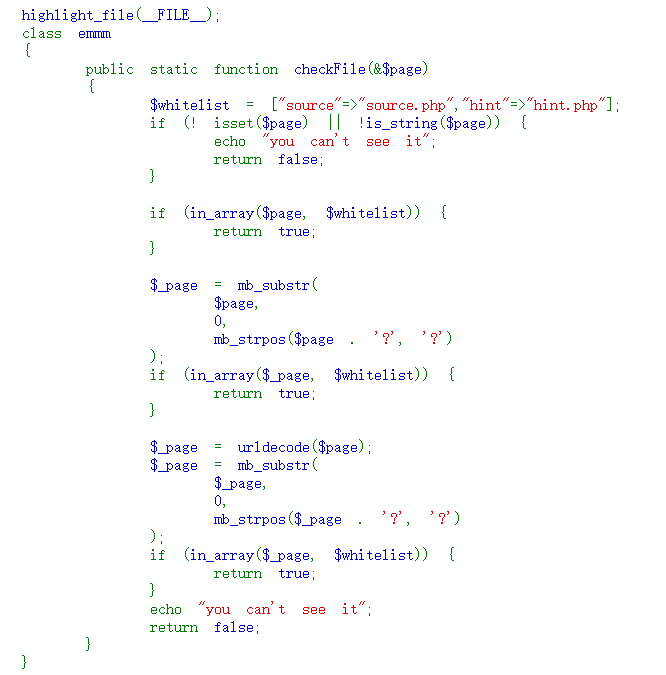 highlight_file(__FILE__);
class emmm
{
public static function checkFile(&$page)
{
$whitelist = ["source"=>"source.php","hint"=>"hint.php"];
if (! isset($page) || !is_string($page)) {
echo "you can't see it";
return false;
}
if (in_array($page, $whitelist)) {
return true;
}
$_page = mb_substr(
$page,
0,
mb_strpos($page . '?', '?')
);
if (in_array($_page, $whitelist)) {
return true;
}
$_page = urldecode($page);
$_page = mb_substr(
$_page,
0,
mb_strpos($_page . '?', '?')
);
if (in_array($_page, $whitelist)) {
return true;
}
echo "you can't see it";
return false;
}
}